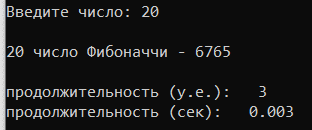 Введите число: 20
20 число Фибоначчи - 6765
продолжительность (у.е.):   3
продолжительность (сек):   0.003